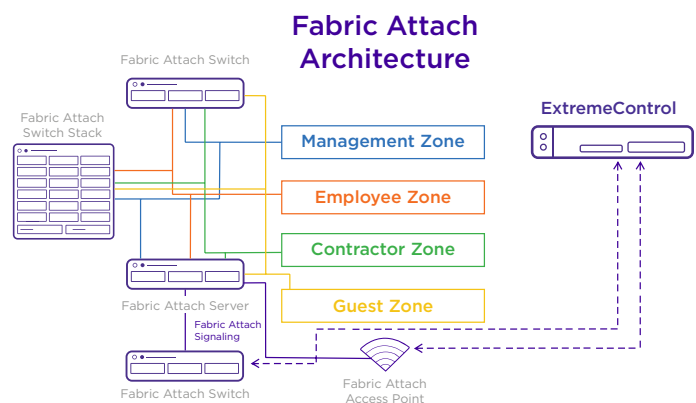 Fabric Attach
Architecture
Fabric Attach Switch
ExtremeControl
Fabric Attach
Switch Stack
Management Zone
Employee Zone
Contractor Zone
Guest Zone
Fabric Attach Server
Fabric Attach
Signaling
Fabric Attach Switch
Fabric Attach
Access Point